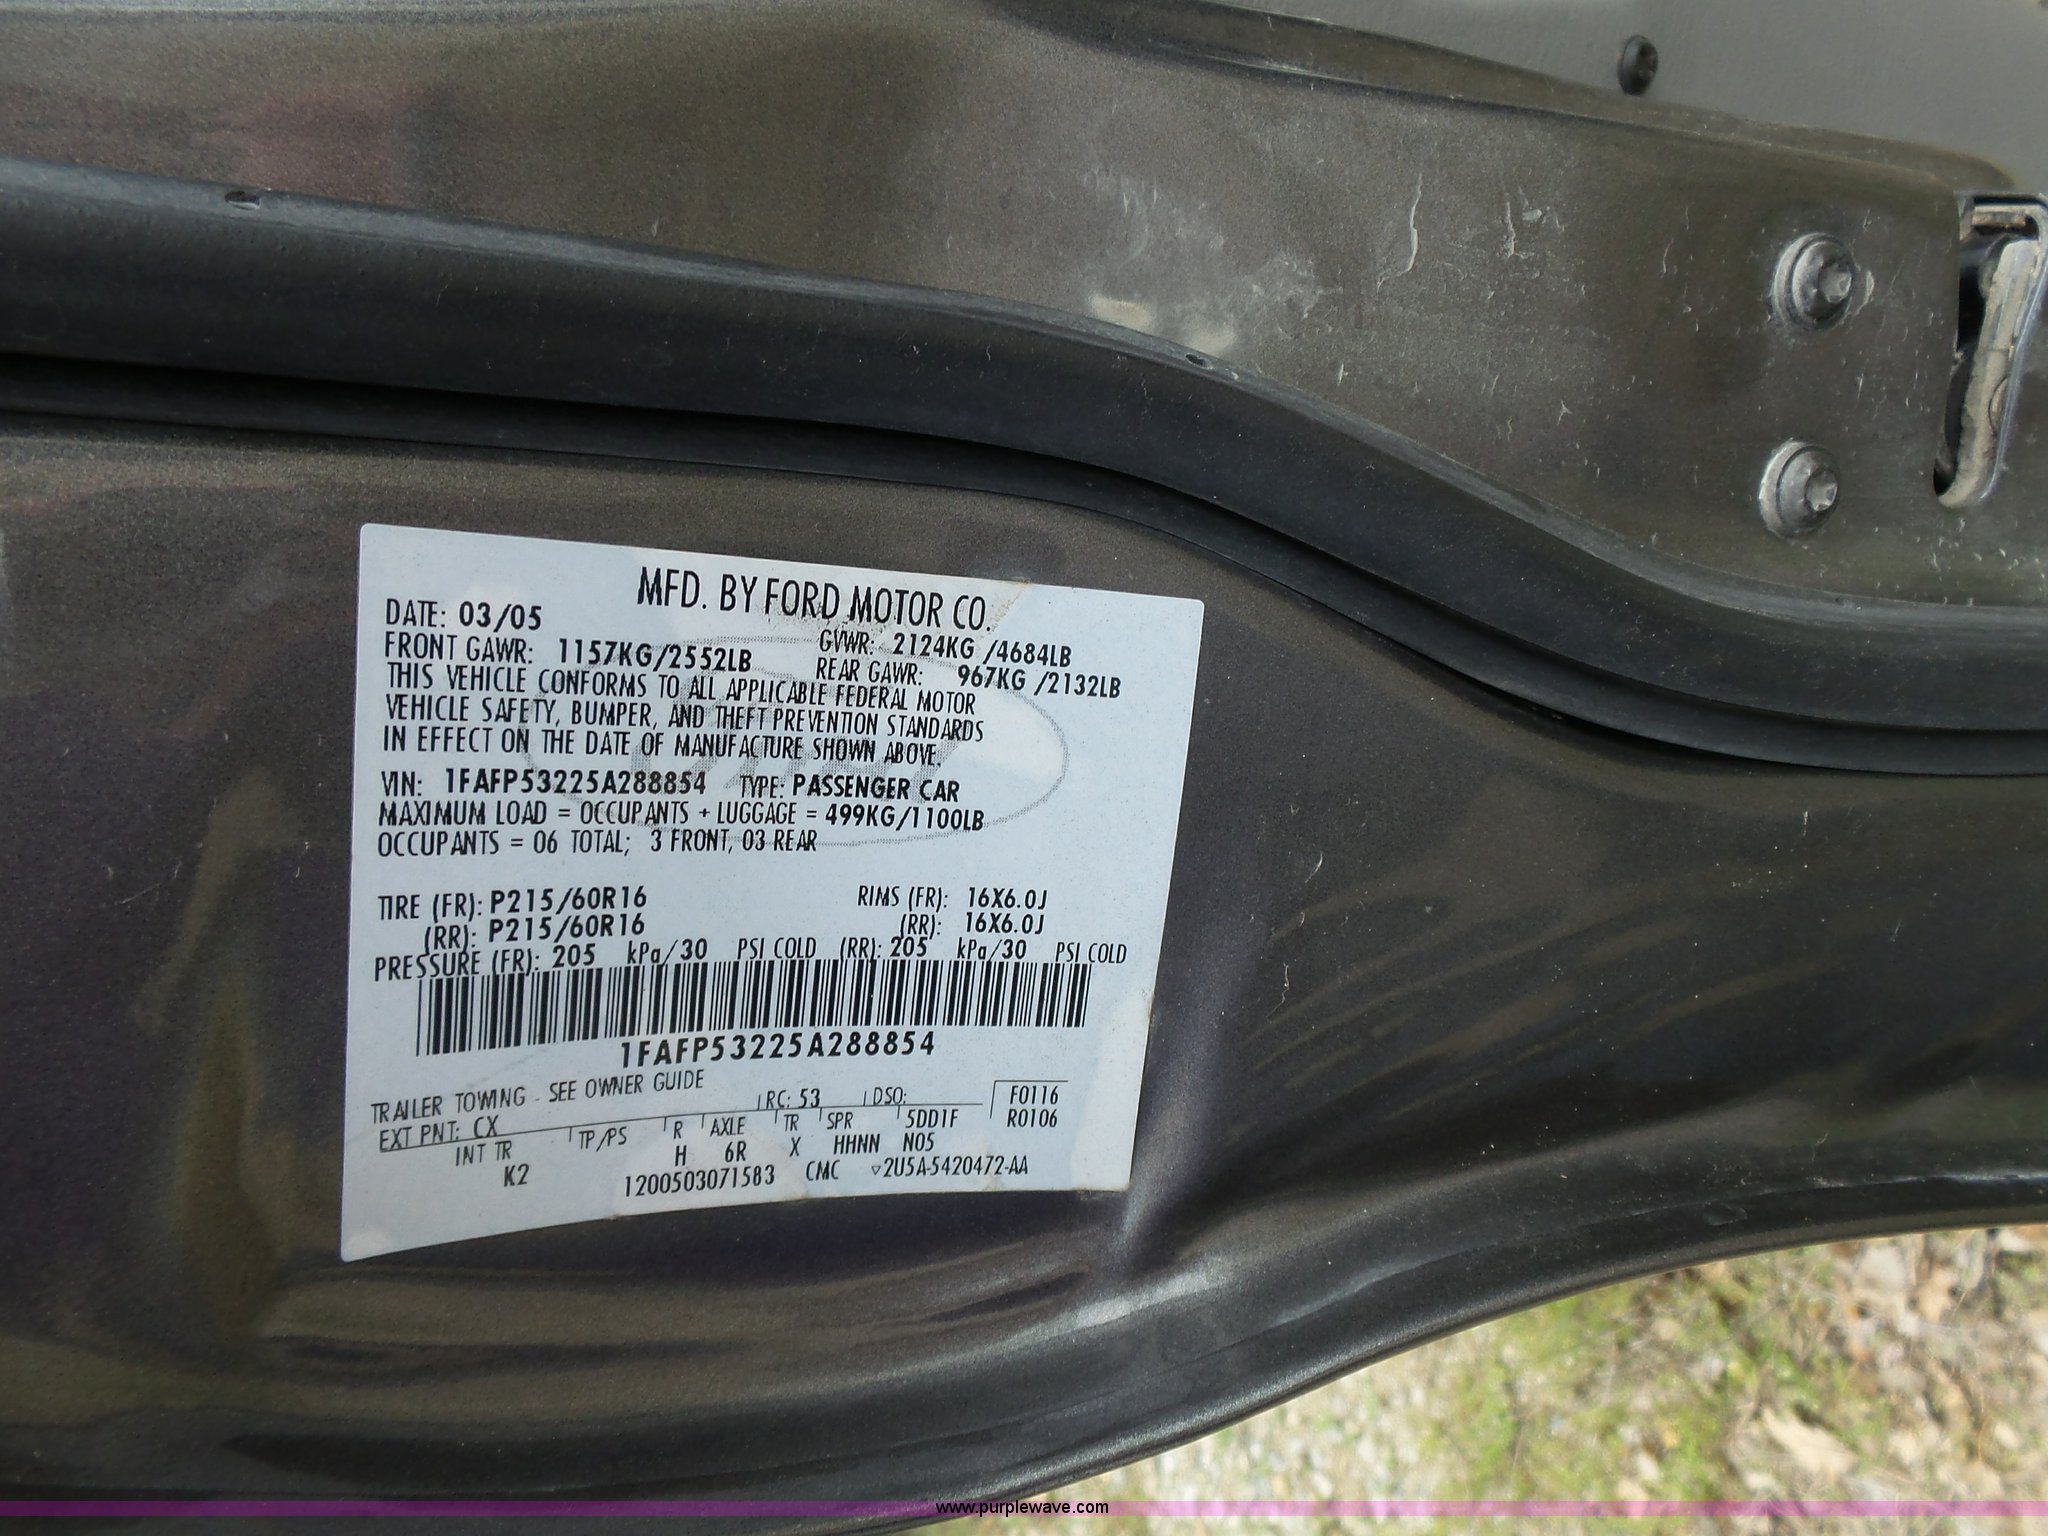 MFD. BY FORD MOTOR CO.
DATE: 03/05
GVWR: 2124KG /4684LB
FRONT GAWR: 1157KG/2552LB
REAR GAWR: 967KG /2132LB
THIS VEHICLE CONFORMS TO ALL APPLICABLE FEDERAL MOTOR
VEHICLE SAFETY, BUMPER, AND THEFT PREVENTION STANDARDS
IN EFFECT ON THE DATE OF MANUFACTURE SHOWN ABOVE.
VIN: 1FAFP53225A288854 TYPE: PASSENGER CAR
MAXIMUM LOAD = OCCUPANTS + LUGGAGE = 499KG/1100LB
OCCUPANTS = 06 TOTAL; 3 FRONT, 03 REAR
TIRE (FR): P215/60R16 RIMS (FR): 16X6.0J
(RR): P215/60R16 (RR): 16X6.0J
PRESSURE (FR): 205 kPa/30 PSI COLD (RR): 205 kPa/30 PSI COLD
1FAFP53225A288854
TRAILER TOWING - SEE OWNER GUIDE
RC: 53 DSO: F0116
EXT PNT: CX R0106
INT TR TP/PS R AXLE TR SPR 5DD1F
K2 H 6R X HHNN N05
1200503071583 CMC ▽2U5A-5420472-AA
www.purplewave.com